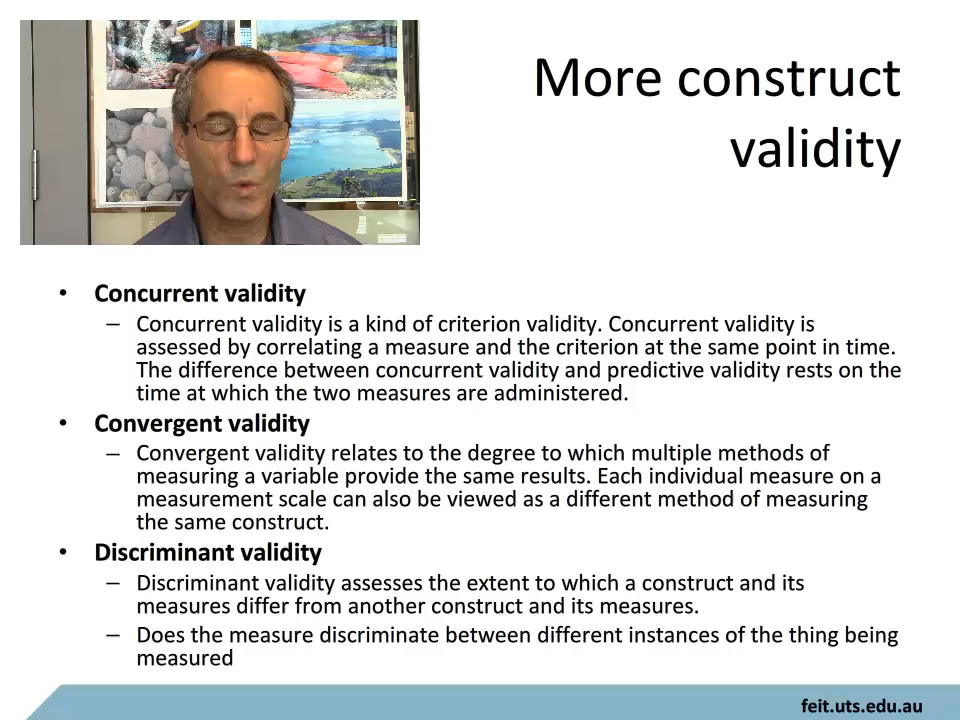 More construct
validity
• Concurrent validity
– Concurrent validity is a kind of criterion validity. Concurrent validity is
assessed by correlating a measure and the criterion at the same point in time.
The difference between concurrent validity and predictive validity rests on the
time at which the two measures are administered.
• Convergent validity
– Convergent validity relates to the degree to which multiple methods of
measuring a variable provide the same results. Each individual measure on a
measurement scale can also be viewed as a different method of measuring
the same construct.
• Discriminant validity
– Discriminant validity assesses the extent to which a construct and its
measures differ from another construct and its measures.
– Does the measure discriminate between different instances of the thing being
measured
feit.uts.edu.au